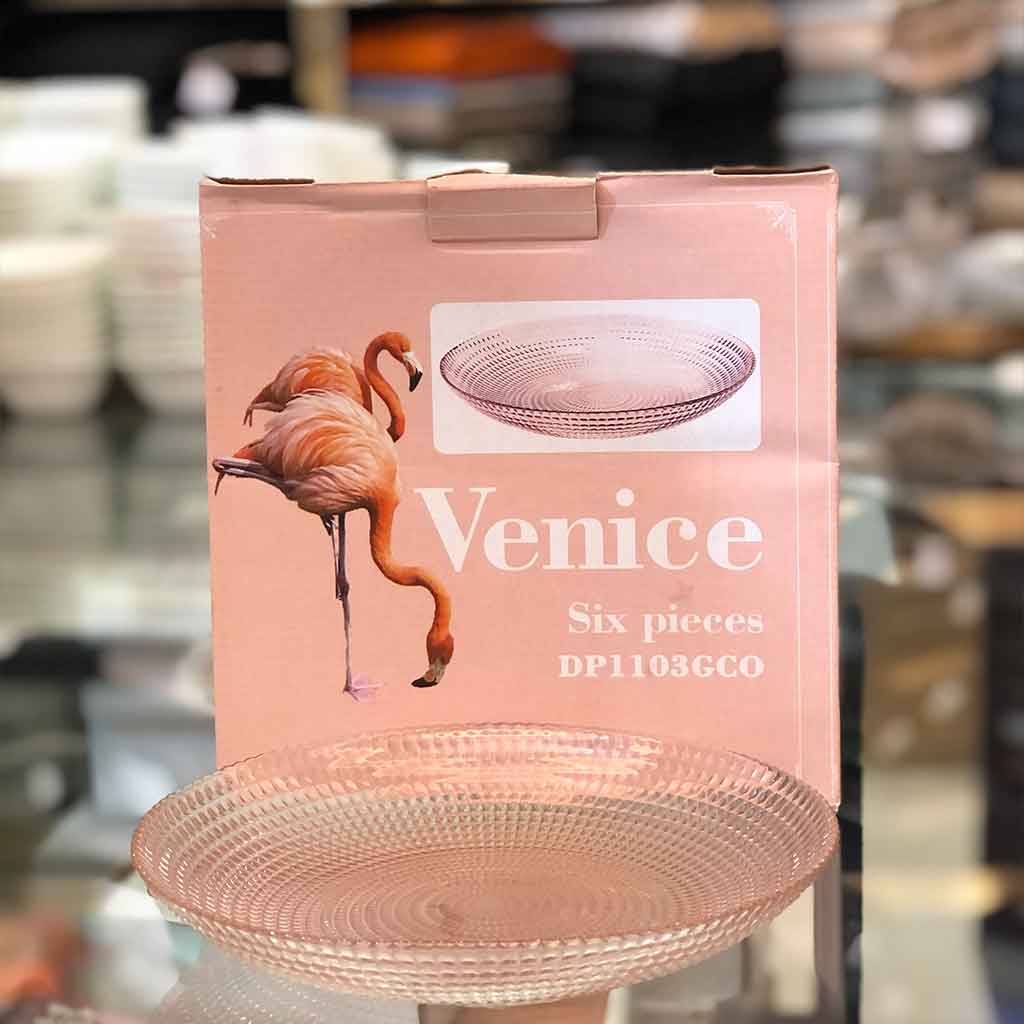 Venice
Six pieces
DP1103GCO